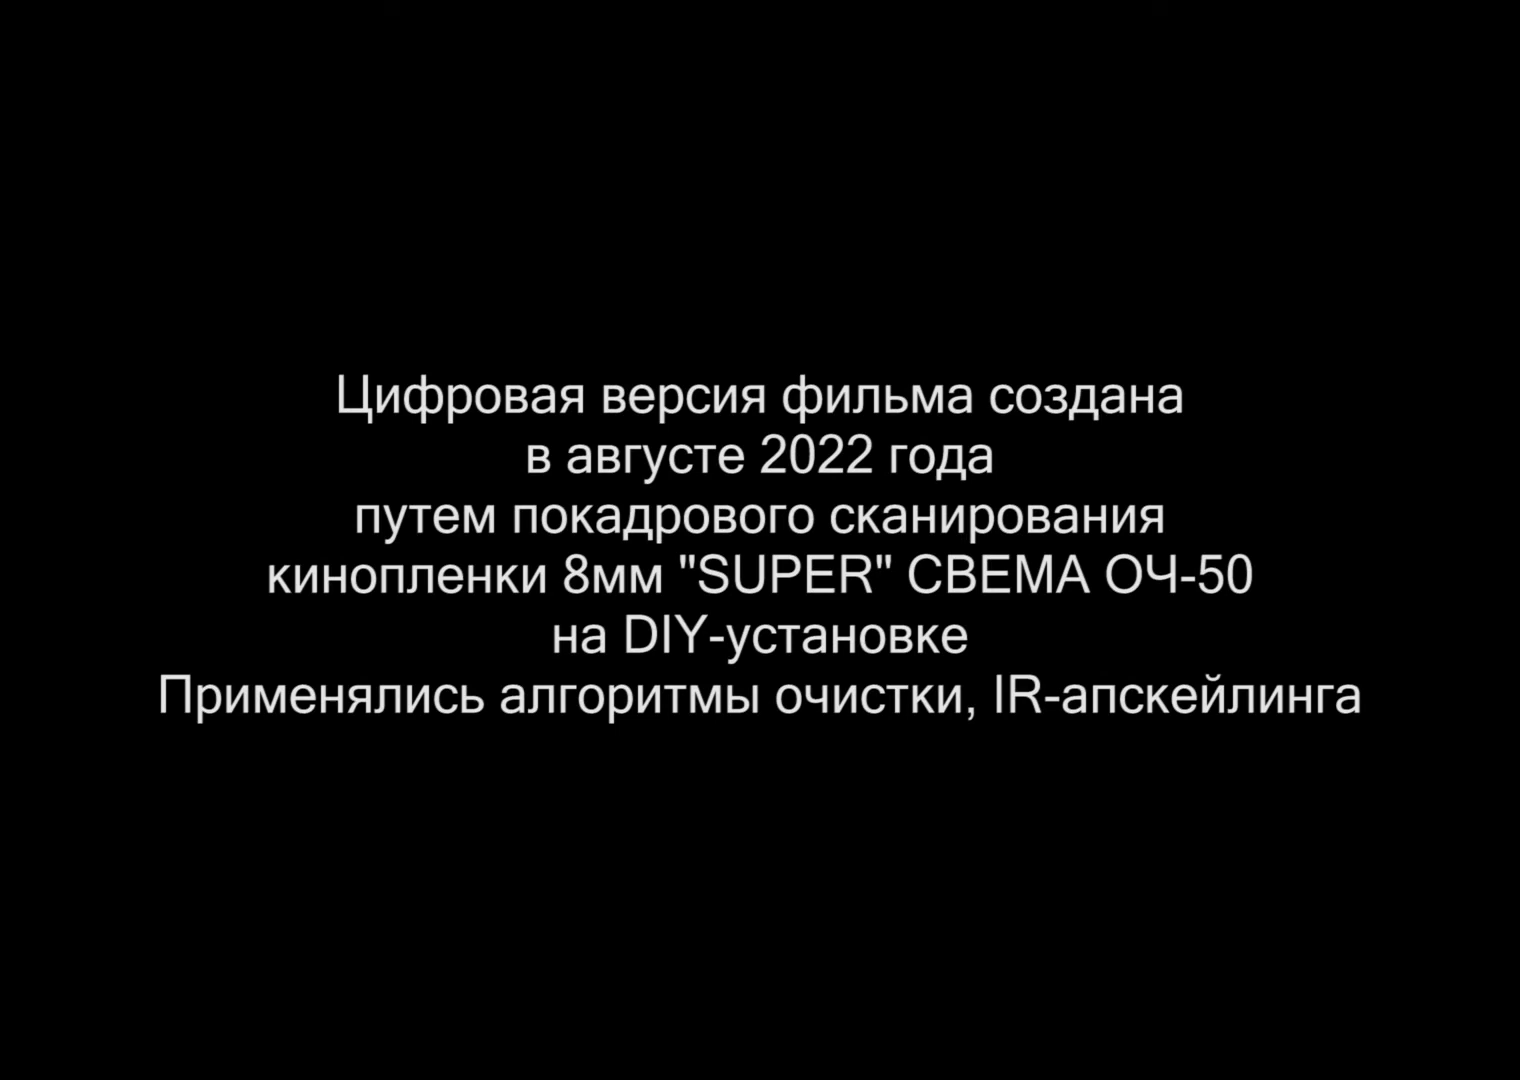 Цифровая версия фильма создана
в августе 2022 года
путем покадрового сканирования
кинопленки 8мм "SUPER" СВЕМА ОЧ-50
на DIY-установке
Применялись алгоритмы очистки, IR-апскейлинга